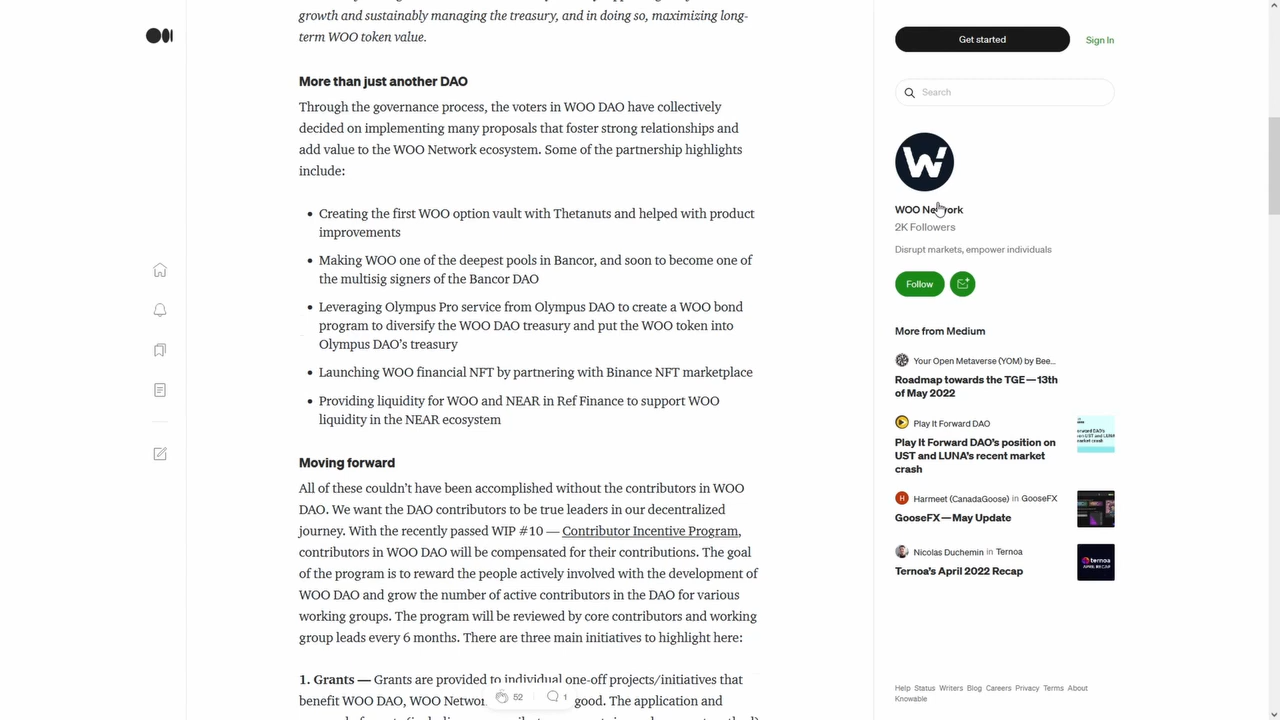 growth and sustainably managing the treasury, and in doing so, maximizing long-
term WOO token value.
More than just another DAO
Through the governance process, the voters in WOO DAO have collectively
decided on implementing many proposals that foster strong relationships and
add value to the WOO Network ecosystem. Some of the partnership highlights
include:
• Creating the first WOO option vault with Thetanuts and helped with product
improvements
• Making WOO one of the deepest pools in Bancor, and soon to become one of
the multisig signers of the Bancor DAO
• Leveraging Olympus Pro service from Olympus DAO to create a WOO bond
program to diversify the WOO DAO treasury and put the WOO token into
Olympus DAO’s treasury
• Launching WOO financial NFT by partnering with Binance NFT marketplace
• Providing liquidity for WOO and NEAR in Ref Finance to support WOO
liquidity in the NEAR ecosystem
Moving forward
All of these couldn’t have been accomplished without the contributors in WOO
DAO. We want the DAO contributors to be true leaders in our decentralized
journey. With the recently passed WIP #10 — Contributor Incentive Program,
contributors in WOO DAO will be compensated for their contributions. The goal
of the program is to reward the people actively involved with the development of
WOO DAO and grow the number of active contributors in the DAO for various
working groups. The program will be reviewed by core contributors and working
group leads every 6 months. There are three main initiatives to highlight here:
1. Grants — Grants are provided to individual one-off projects/initiatives that
benefit WOO DAO, WOO Networ good. The application and
52 1
Get started Sign In
Search
W
WOO Network
2K Followers
Disrupt markets, empower individuals
Follow
More from Medium
Your Open Metaverse (YOM) by Bee...
Roadmap towards the TGE — 13th
of May 2022
Play It Forward DAO
Play It Forward DAO’s position on
UST and LUNA’s recent market
crash
H Harmeet (CanadaGoose) in GooseFX
GooseFX — May Update
Nicolas Duchemin in Ternoa
Ternoa’s April 2022 Recap
ternoa
APRIL RECAP
Help Status Writers Blog Careers Privacy Terms About
Knowable